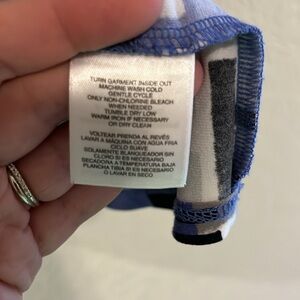 TURN GARMENT INSIDE OUT
MACHINE WASH COLD
GENTLE CYCLE
ONLY NON-CHLORINE BLEACH
WHEN NEEDED
TUMBLE DRY LOW
WARM IRON IF NECESSARY
OR DRY CLEAN
VOLTEAR PRENDA AL REVÉS
LAVAR A MÁQUINA CON AGUA FRIA
CICLO SUAVE
SOLAMENTE BLANQUEADOR SIN
CLORO SI ES NECESARIO
SECADORA A TEMPERATURA BAJA
PLANCHA TIBIA SI ES NECESARIO
O LAVADO EN SECO